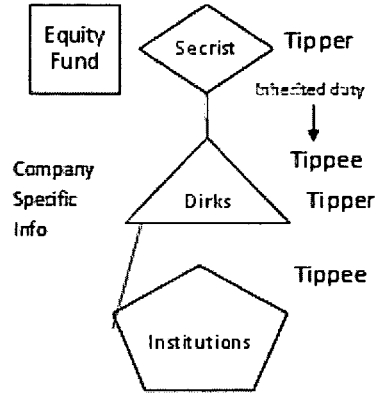 Equity
Fund
Secrist
Tipper
Inherited duty
Company
Specific
Info
Tippee
Dirks
Tipper
Tippee
Institutions